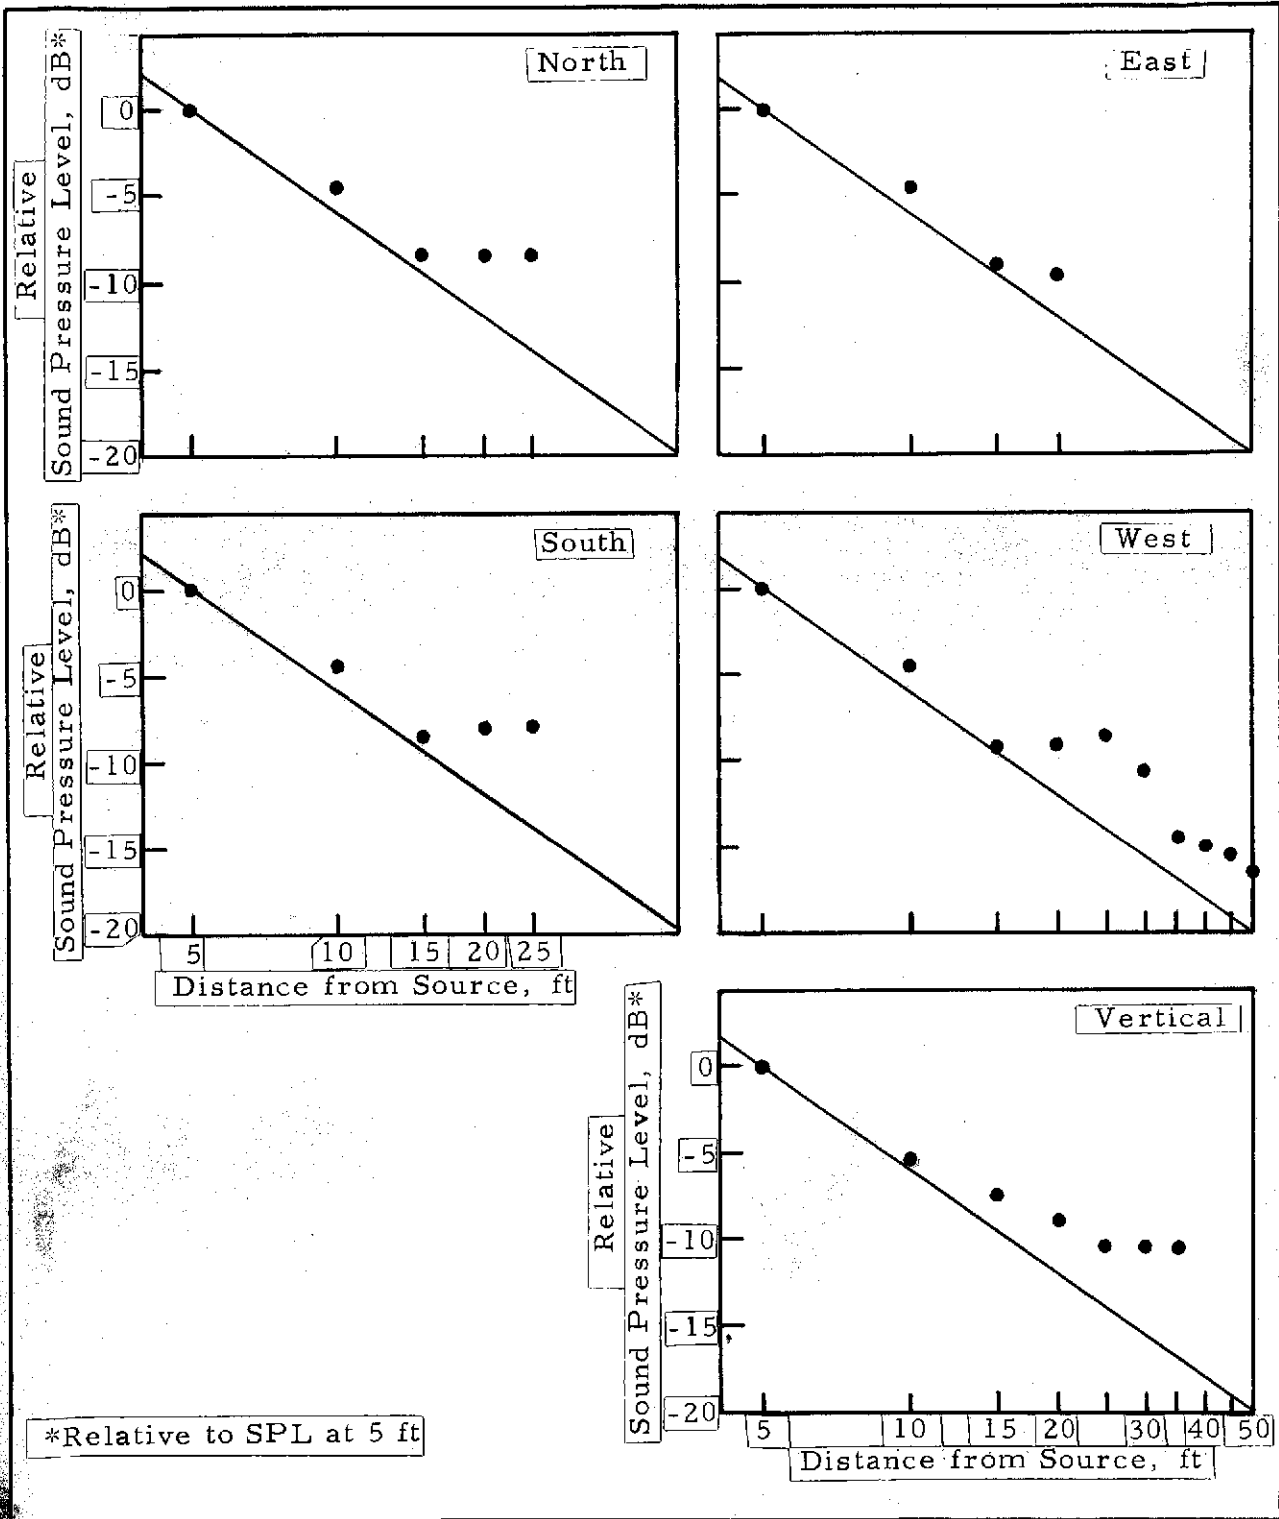 North
Relative
Sound Pressure Level, dB*
0
-5
-10
-15
-20
East
South
Relative
Sound Pressure Level, dB*
0
-5
-10
-15
-20
5 10 15 20 25
Distance from Source, ft
West
Vertical
Relative
Sound Pressure Level, dB*
0
-5
-10
-15
-20
5 10 15 20 30 40 50
Distance from Source, ft
*Relative to SPL at 5 ft